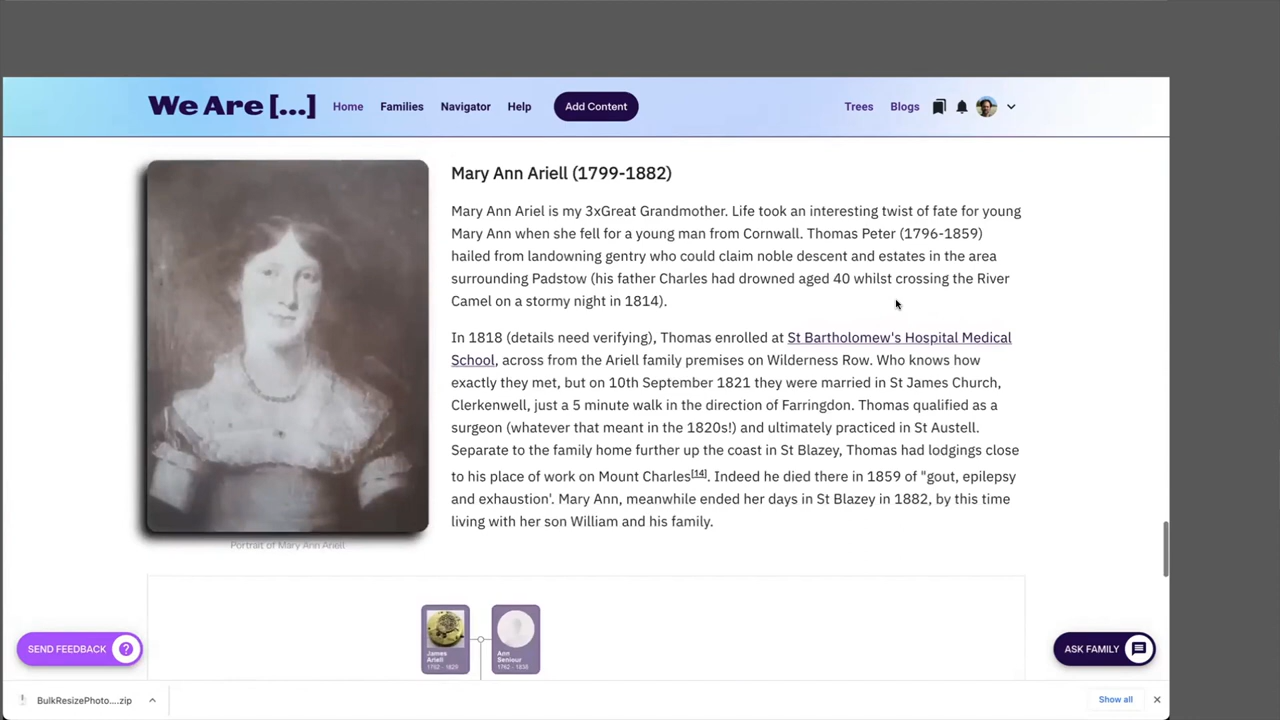 We Are [...] Home Families Navigator Help Add Content Trees Blogs
Mary Ann Ariell (1799-1882)
Mary Ann Ariel is my 3xGreat Grandmother. Life took an interesting twist of fate for young
Mary Ann when she fell for a young man from Cornwall. Thomas Peter (1796-1859)
hailed from landowning gentry who could claim noble descent and estates in the area
surrounding Padstow (his father Charles had drowned aged 40 whilst crossing the River
Camel on a stormy night in 1814).
In 1818 (details need verifying), Thomas enrolled at St Bartholomew's Hospital Medical
School, across from the Ariell family premises on Wilderness Row. Who knows how
exactly they met, but on 10th September 1821 they were married in St James Church,
Clerkenwell, just a 5 minute walk in the direction of Farringdon. Thomas qualified as a
surgeon (whatever that meant in the 1820s!) and ultimately practiced in St Austell.
Separate to the family home further up the coast in St Blazey, Thomas had lodgings close
to his place of work on Mount Charles[14]. Indeed he died there in 1859 of "gout, epilepsy
and exhaustion'. Mary Ann, meanwhile ended her days in St Blazey in 1882, by this time
living with her son William and his family.
Portrait of Mary Ann Ariell
James
Ariell
1762 - 1829
Ann
Seniour
1762 - 1838
SEND FEEDBACK ?
ASK FAMILY
BulkResizePhoto....zip
Show all